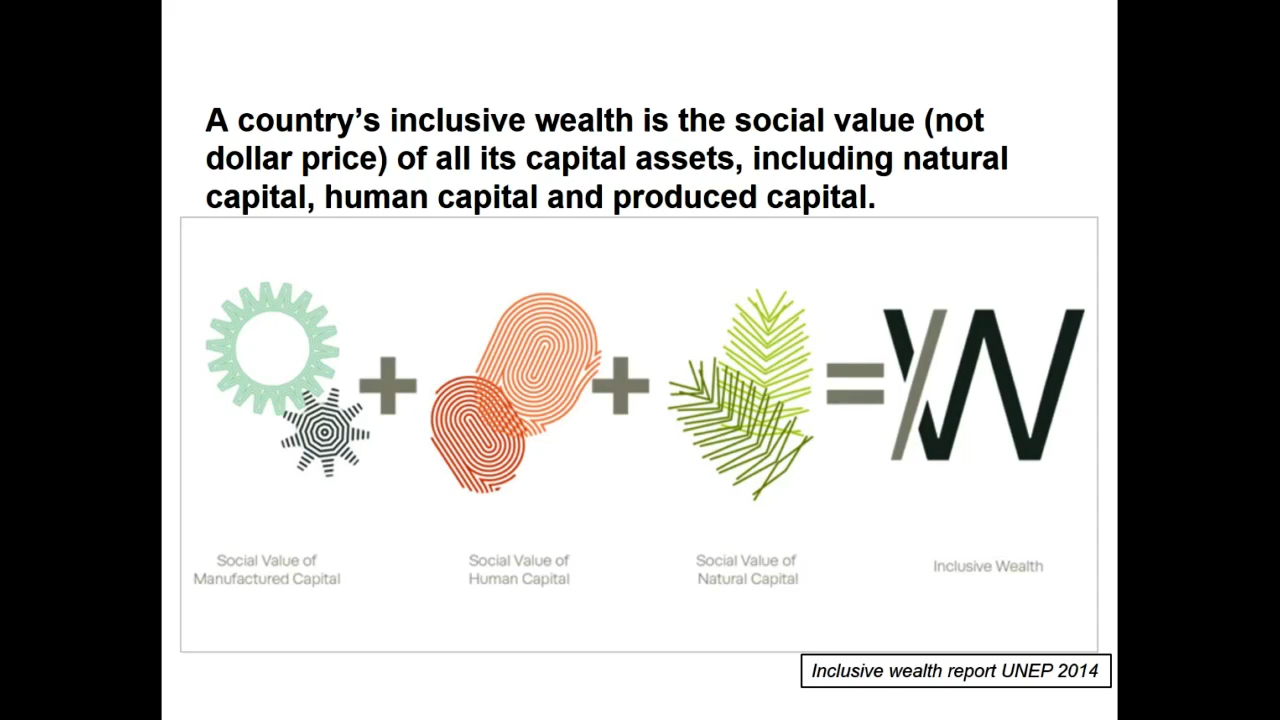 A country’s inclusive wealth is the social value (not
dollar price) of all its capital assets, including natural
capital, human capital and produced capital.
+ + = IW
Social Value of
Manufactured Capital
Social Value of
Human Capital
Social Value of
Natural Capital
Inclusive Wealth
Inclusive wealth report UNEP 2014